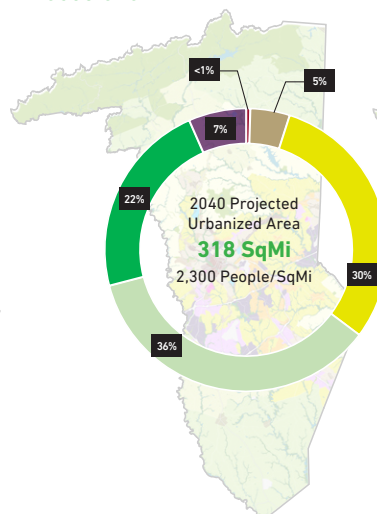 <1%
5%
7%
22%
2040 Projected
Urbanized Area
318 SqMi
2,300 People/SqMi
30%
36%